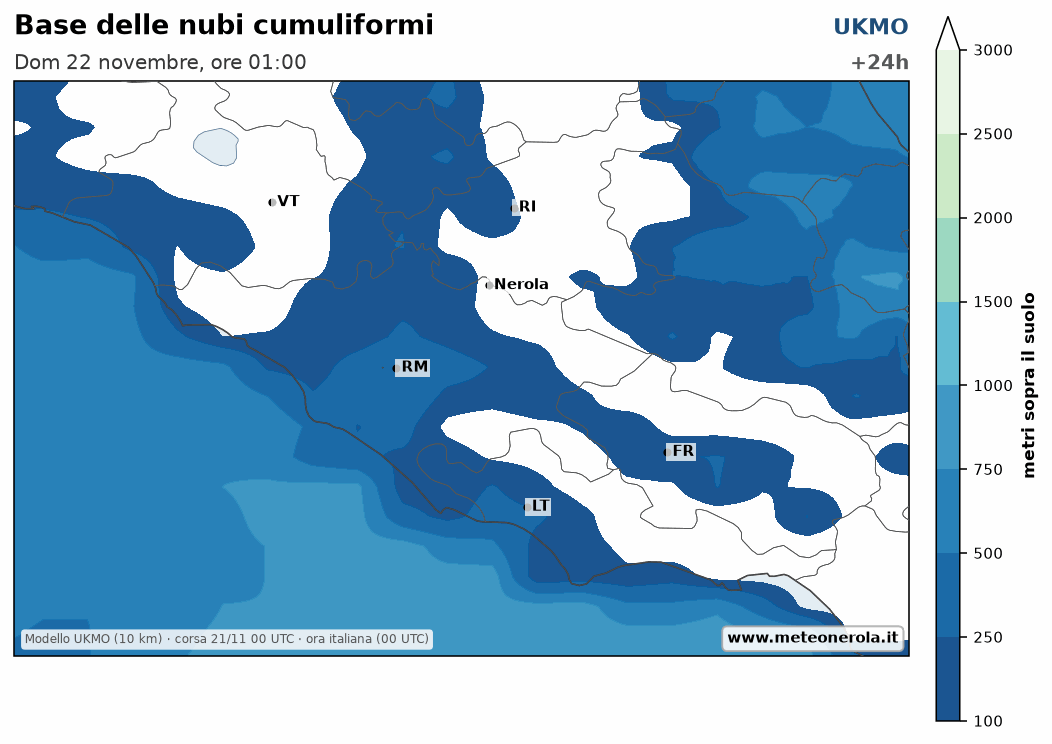 Base delle nubi cumuliformi
UKMO
Dom 22 novembre, ore 01:00
+24h
VT
RI
Nerola
RM
FR
LT
Modello UKMO (10 km) · corsa 21/11 00 UTC · ora italiana (00 UTC)
www.meteonerola.it
3000
2500
2000
1500
1000
750
500
250
100
metri sopra il suolo